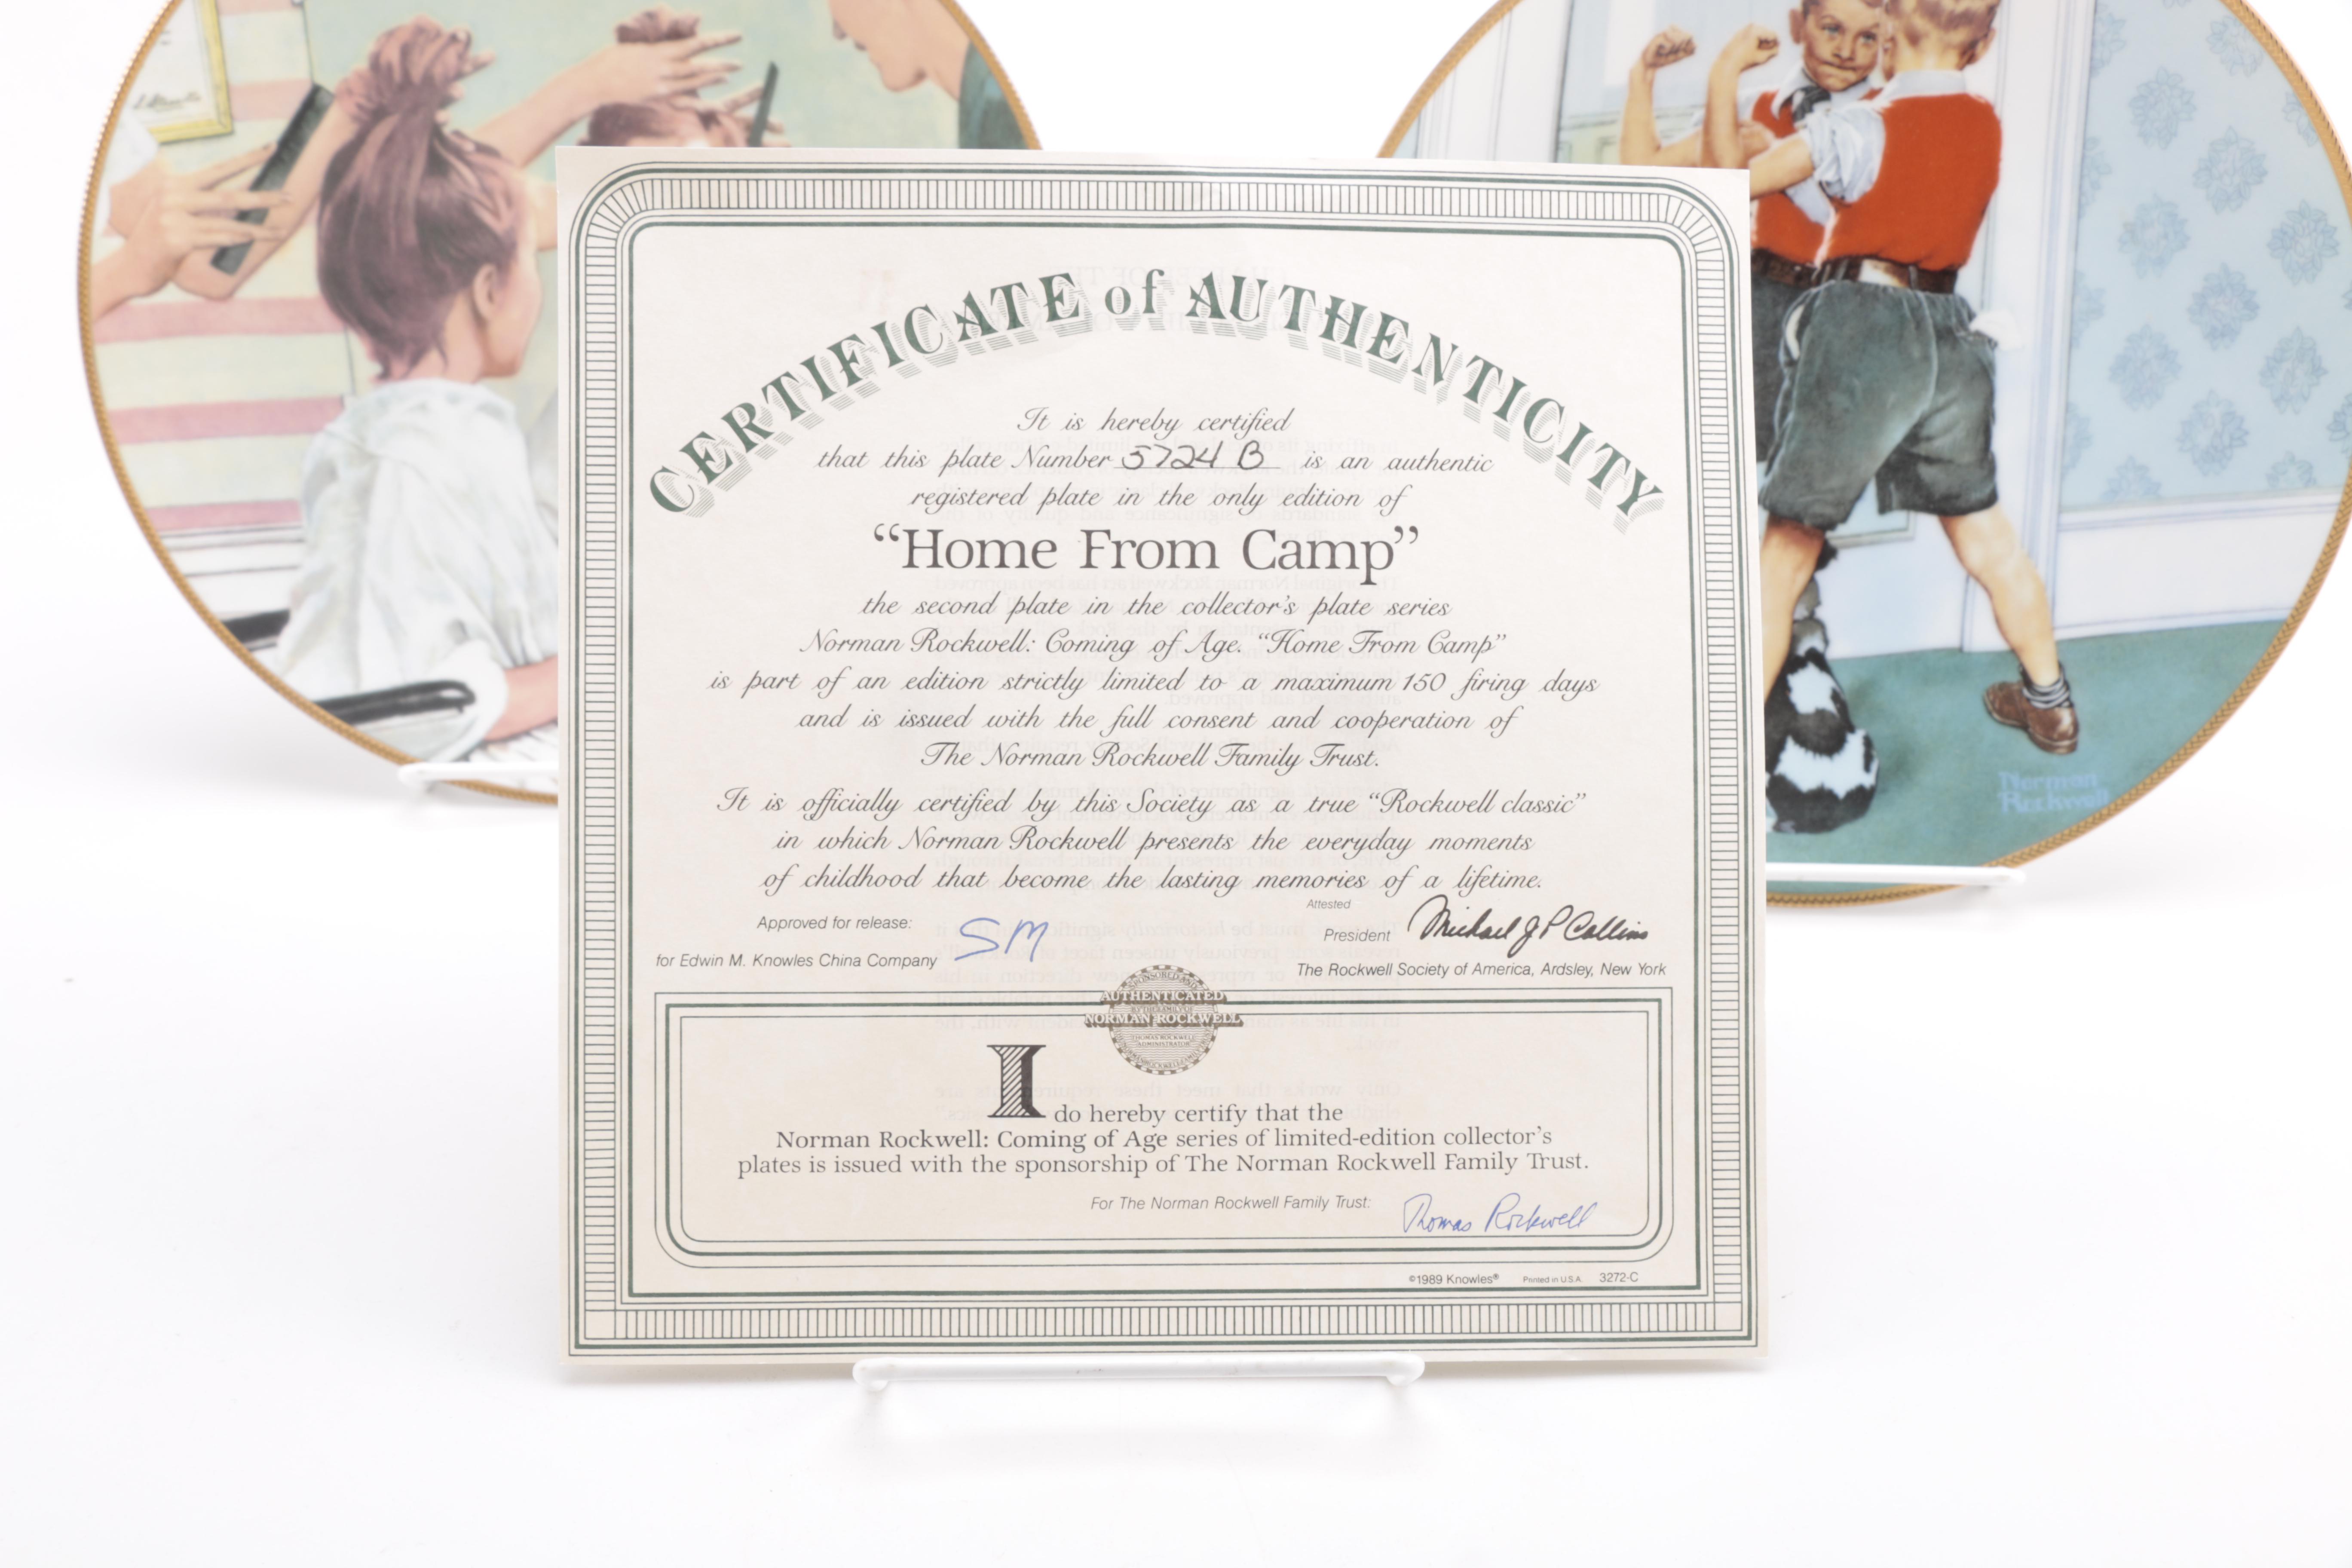 CERTIFICATE of AUTHENTICITY
It is hereby certified
that this plate Number 5724 B is an authentic
registered plate in the only edition of
“Home From Camp”
the second plate in the collector's plate series
Norman Rockwell: Coming of Age. “Home From Camp”
is part of an edition strictly limited to a maximum 150 firing days
and is issued with the full consent and cooperation of
The Norman Rockwell Family Trust.
It is officially certified by this Society as a true “Rockwell classic”
in which Norman Rockwell presents the everyday moments
of childhood that become the lasting memories of a lifetime.
Approved for release: SM
for Edwin M. Knowles China Company
Attested
President Michael J P Collins
The Rockwell Society of America, Ardsley, New York
AUTHENTICATED
NORMAN ROCKWELL
THOMAS ROCKWELL
ADMINISTRATOR
I do hereby certify that the
Norman Rockwell: Coming of Age series of limited-edition collector's
plates is issued with the sponsorship of The Norman Rockwell Family Trust.
For The Norman Rockwell Family Trust: Thomas Rockwell
©1989 Knowles® Printed in U.S.A. 3272-C
Norman
Rockwell